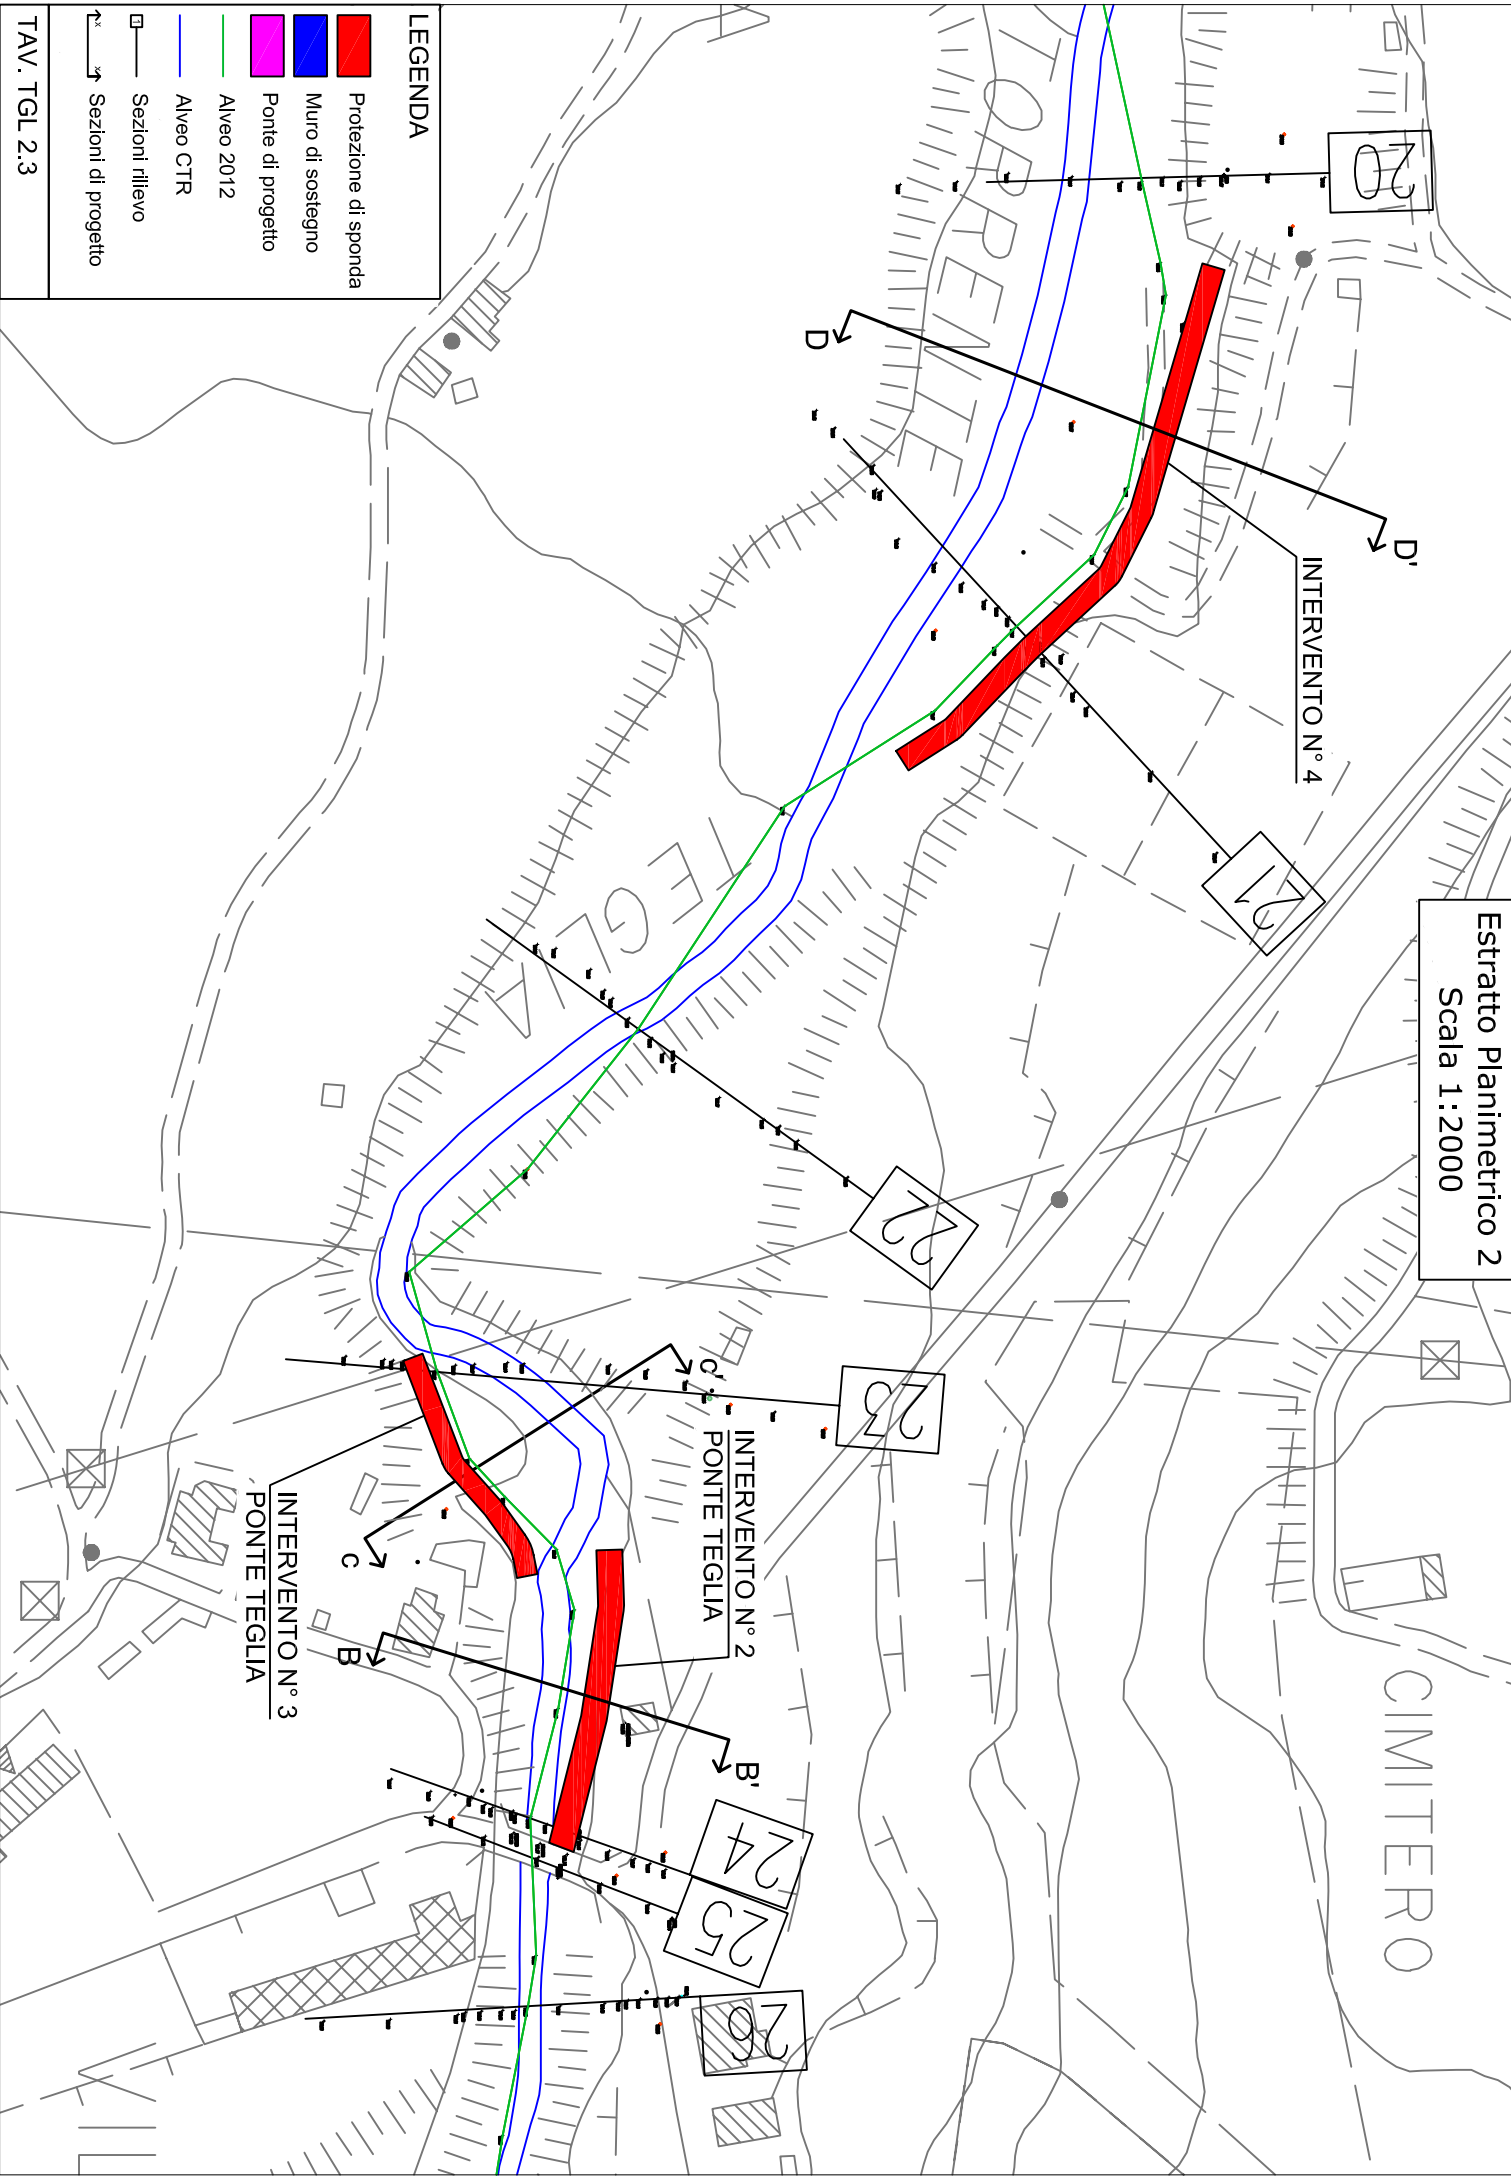 Estratto Planimetrico 2
Scala 1:2000
CIMITERO
TORRENTE
TEGLIA
20
21
22
23
24
25
26
D
D'
INTERVENTO N° 4
c
c'
INTERVENTO N° 2
PONTE TEGLIA
B
B'
INTERVENTO N° 3
PONTE TEGLIA
LEGENDA
Protezione di sponda
Muro di sostegno
Ponte di progetto
Alveo 2012
Alveo CTR
1 Sezioni rilievo
x x' Sezioni di progetto
TAV. TGL 2.3